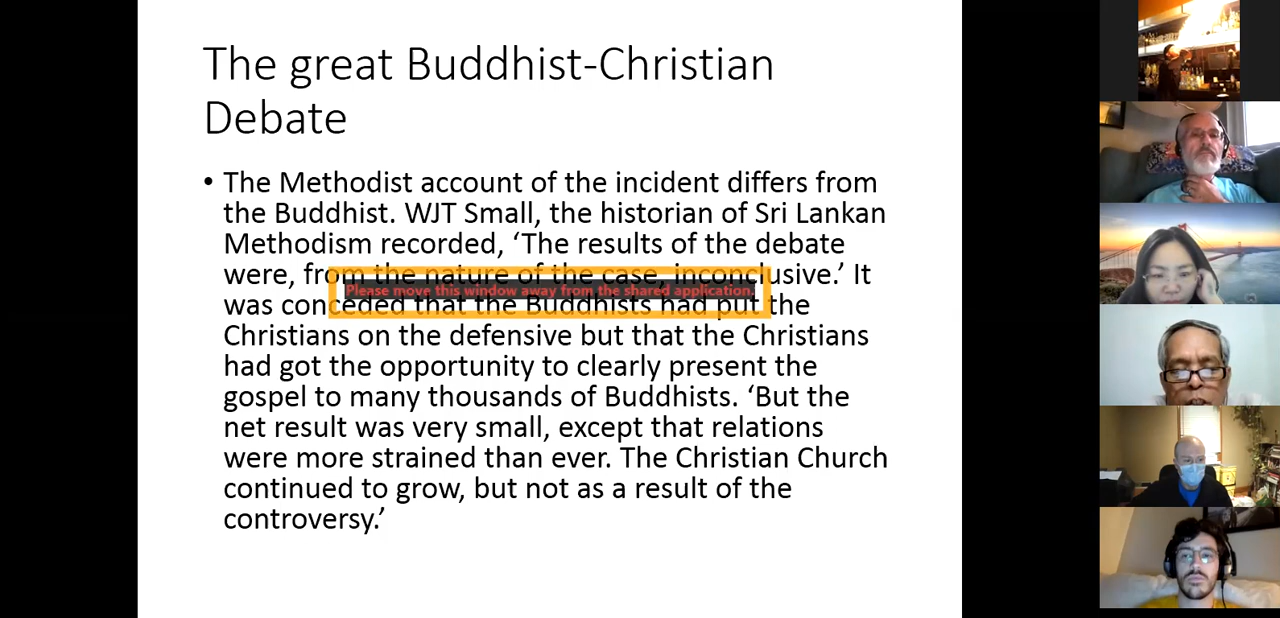 The great Buddhist-Christian
Debate
• The Methodist account of the incident differs from
the Buddhist. WJT Small, the historian of Sri Lankan
Methodism recorded, ‘The results of the debate
were, from the nature of the case, inconclusive.’ It
Please move this window away from the shared application.
was conceded that the Buddhists had put the
Christians on the defensive but that the Christians
had got the opportunity to clearly present the
gospel to many thousands of Buddhists. ‘But the
net result was very small, except that relations
were more strained than ever. The Christian Church
continued to grow, but not as a result of the
controversy.’